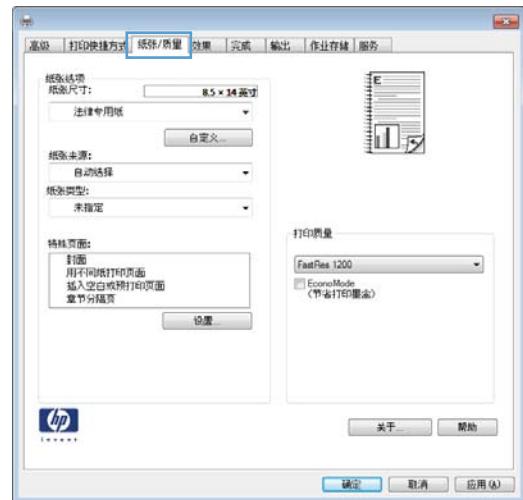 高级 打印快捷方式 纸张/质量 效果 完成 输出 作业存储 服务
纸张选项
纸张尺寸:
8.5 × 14 英寸
法律专用纸
自定义...
纸张来源:
自动选择
纸张类型:
未指定
特殊页面:
封面
用不同纸打印页面
插入空白或预打印页面
章节分隔页
设置...
E
打印质量
FastRes 1200
EconoMode
(节省打印墨盒)
hp
invent
关于...
帮助
确定
取消
应用(A)